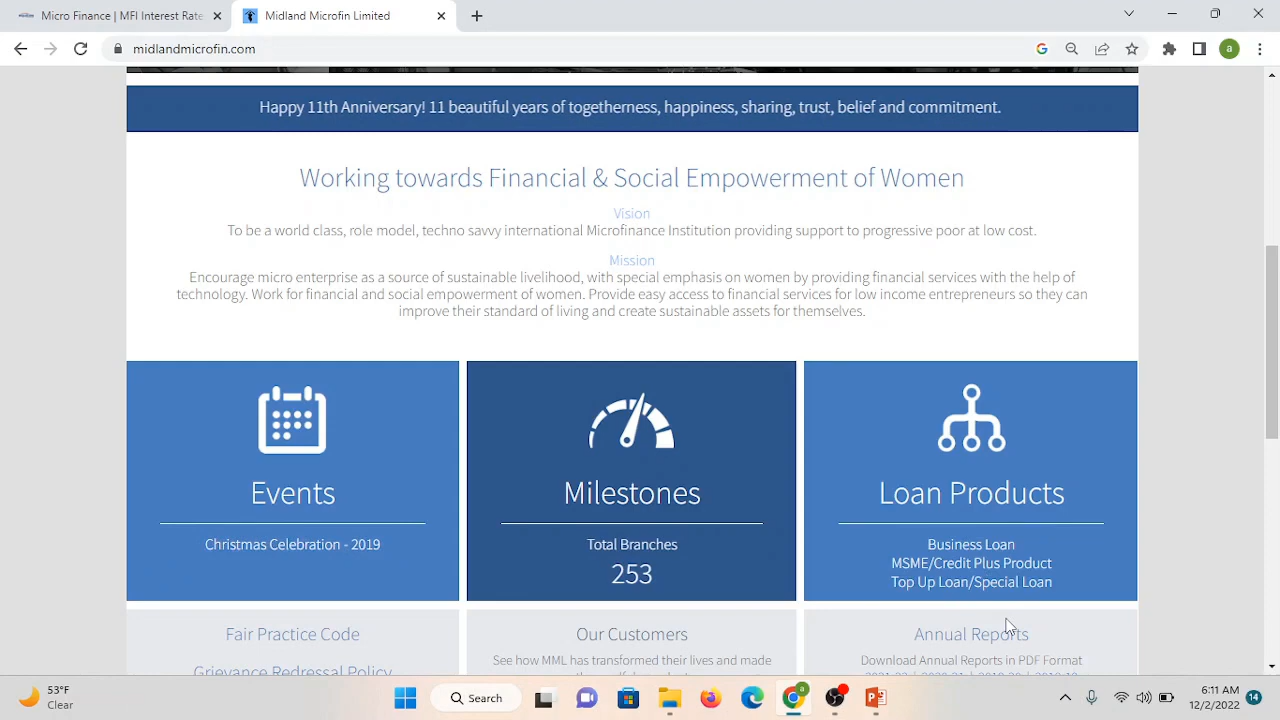 Micro Finance | MFI Interest Rate
Midland Microfin Limited
midlandmicrofin.com
a
Happy 11th Anniversary! 11 beautiful years of togetherness, happiness, sharing, trust, belief and commitment.
Working towards Financial & Social Empowerment of Women
Vision
To be a world class, role model, techno savvy international Microfinance Institution providing support to progressive poor at low cost.
Mission
Encourage micro enterprise as a source of sustainable livelihood, with special emphasis on women by providing financial services with the help of
technology. Work for financial and social empowerment of women. Provide easy access to financial services for low income entrepreneurs so they can
improve their standard of living and create sustainable assets for themselves.
Events
Christmas Celebration - 2019
Milestones
Total Branches
253
Loan Products
Business Loan
MSME/Credit Plus Product
Top Up Loan/Special Loan
Fair Practice Code
Grievance Redressal Policy
Our Customers
See how MML has transformed their lives and made
Annual Reports
Download Annual Reports in PDF Format
53°F
Clear
Search
6:11 AM
12/2/2022
14